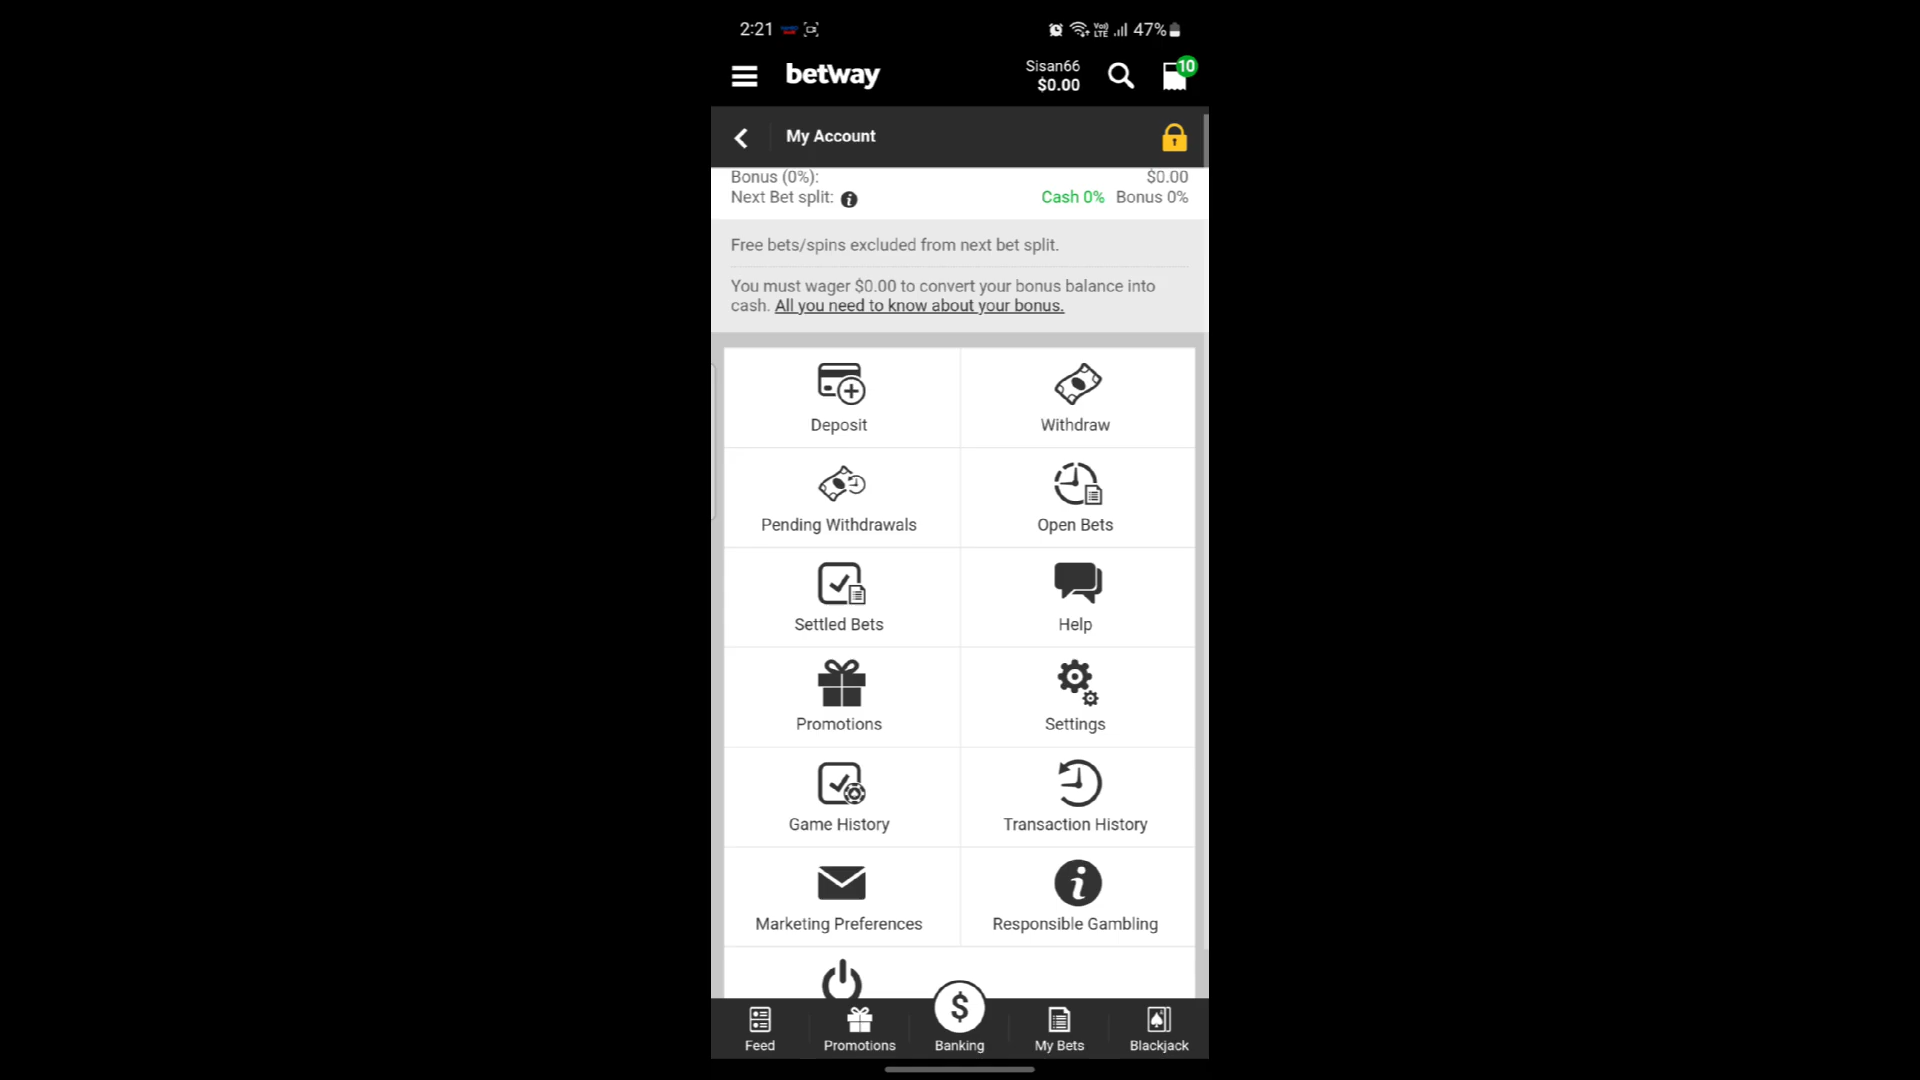 2:21
Vo)) LTE 47%
betway
Sisan66
$0.00
10
My Account
Bonus (0%): $0.00
Next Bet split: Cash 0% Bonus 0%
Free bets/spins excluded from next bet split.
You must wager $0.00 to convert your bonus balance into
cash. All you need to know about your bonus.
Deposit
Withdraw
Pending Withdrawals
Open Bets
Settled Bets
Help
Promotions
Settings
Game History
Transaction History
Marketing Preferences
Responsible Gambling
Feed
Promotions
Banking
My Bets
Blackjack